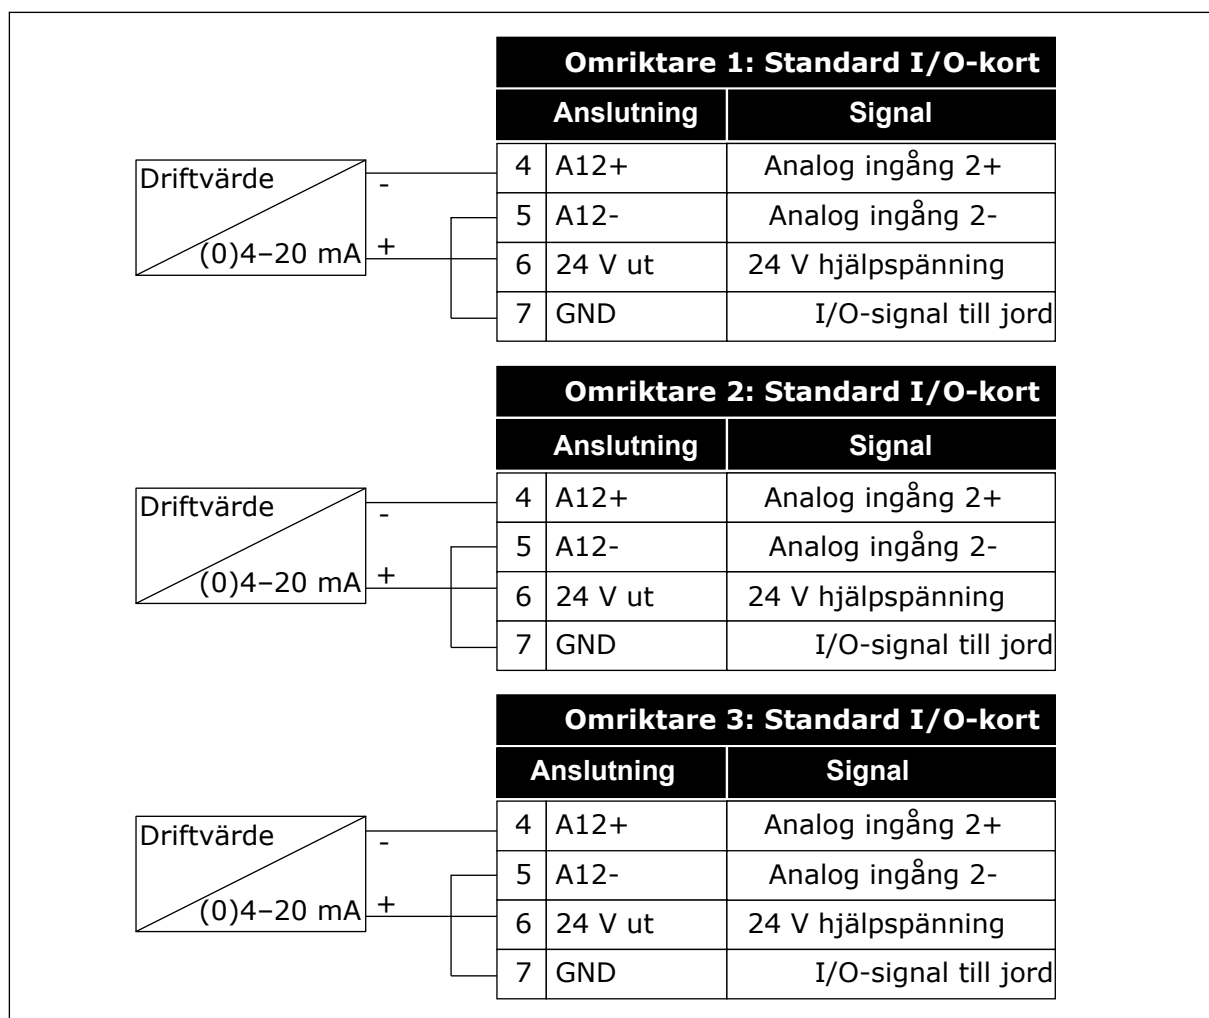 Omriktare 1: Standard I/O-kort
Anslutning Signal
Driftvärde - 4 A12+ Analog ingång 2+
5 A12- Analog ingång 2-
(0)4–20 mA + 6 24 V ut 24 V hjälpspänning
7 GND I/O-signal till jord
Omriktare 2: Standard I/O-kort
Anslutning Signal
Driftvärde - 4 A12+ Analog ingång 2+
5 A12- Analog ingång 2-
(0)4–20 mA + 6 24 V ut 24 V hjälpspänning
7 GND I/O-signal till jord
Omriktare 3: Standard I/O-kort
Anslutning Signal
Driftvärde - 4 A12+ Analog ingång 2+
5 A12- Analog ingång 2-
(0)4–20 mA + 6 24 V ut 24 V hjälpspänning
7 GND I/O-signal till jord